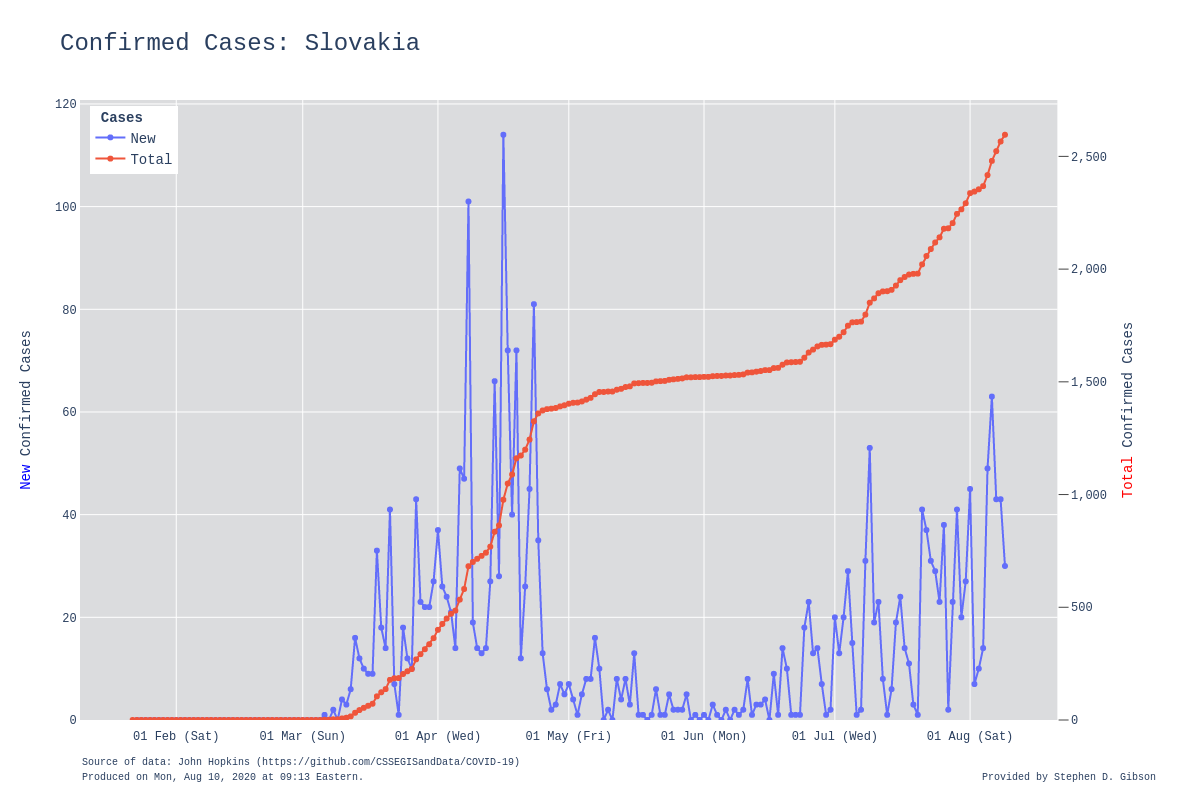 Confirmed Cases: Slovakia
Cases
New
Total
120
100
80
60
40
20
0
2,500
2,000
1,500
1,000
500
0
New Confirmed Cases
Total Confirmed Cases
01 Feb (Sat)
01 Mar (Sun)
01 Apr (Wed)
01 May (Fri)
01 Jun (Mon)
01 Jul (Wed)
01 Aug (Sat)
Source of data: John Hopkins (https://github.com/CSSEGISandData/COVID-19)
Produced on Mon, Aug 10, 2020 at 09:13 Eastern.
Provided by Stephen D. Gibson